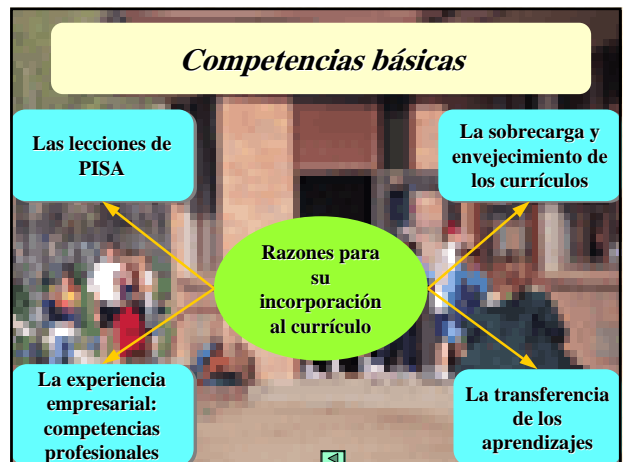 Competencias básicas
Las lecciones de
PISA
La sobrecarga y
envejecimiento de
los currículos
Razones para
su
incorporación
al currículo
La experiencia
empresarial:
competencias
profesionales
La transferencia
de los
aprendizajes